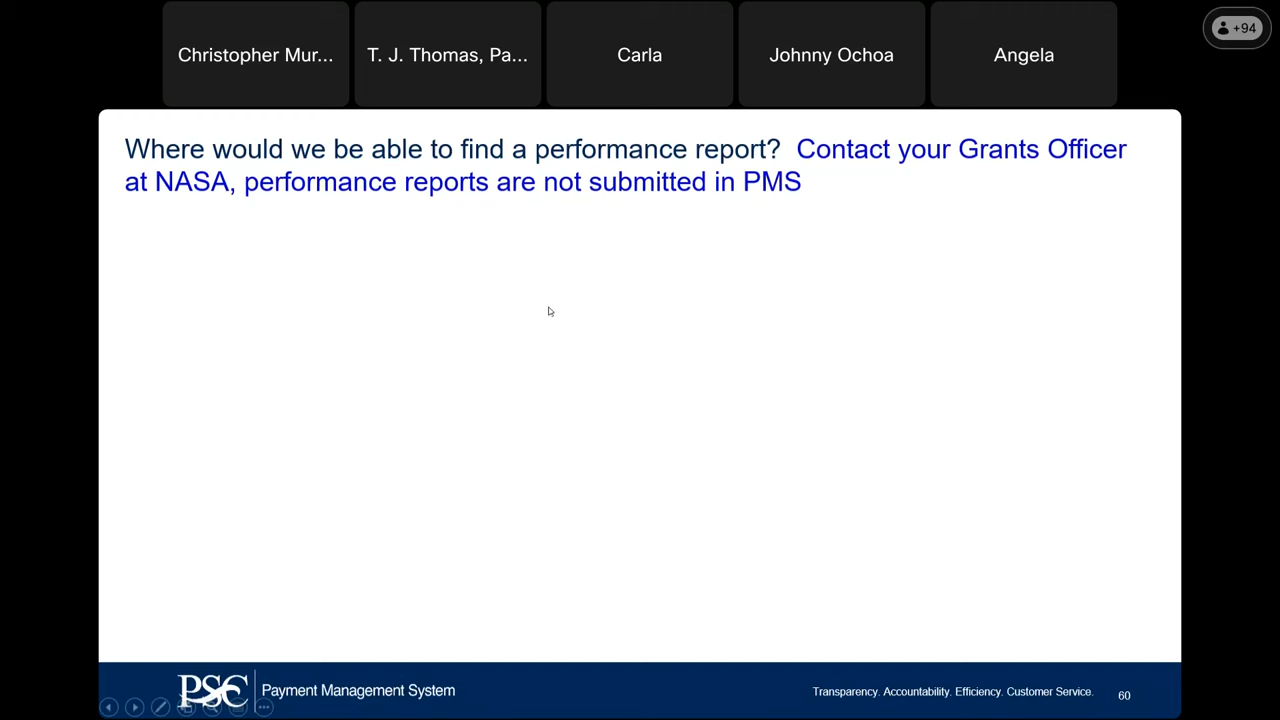 Christopher Mur...
T. J. Thomas, Pa...
Carla
Johnny Ochoa
Angela
+94
Where would we be able to find a performance report? Contact your Grants Officer
at NASA, performance reports are not submitted in PMS
PSC
Payment Management System
Transparency. Accountability. Efficiency. Customer Service.
60